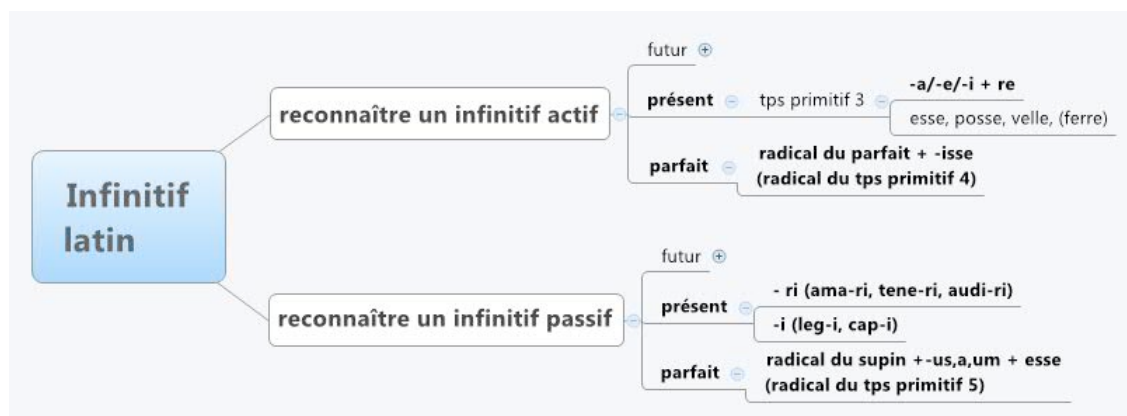 Infinitif
latin
reconnaître un infinitif actif
futur
présent
tps primitif 3
-a/-e/-i + re
esse, posse, velle, (ferre)
parfait
radical du parfait + -isse
(radical du tps primitif 4)
reconnaître un infinitif passif
futur
présent
- ri (ama-ri, tene-ri, audi-ri)
-i (leg-i, cap-i)
parfait
radical du supin +-us,a,um + esse
(radical du tps primitif 5)